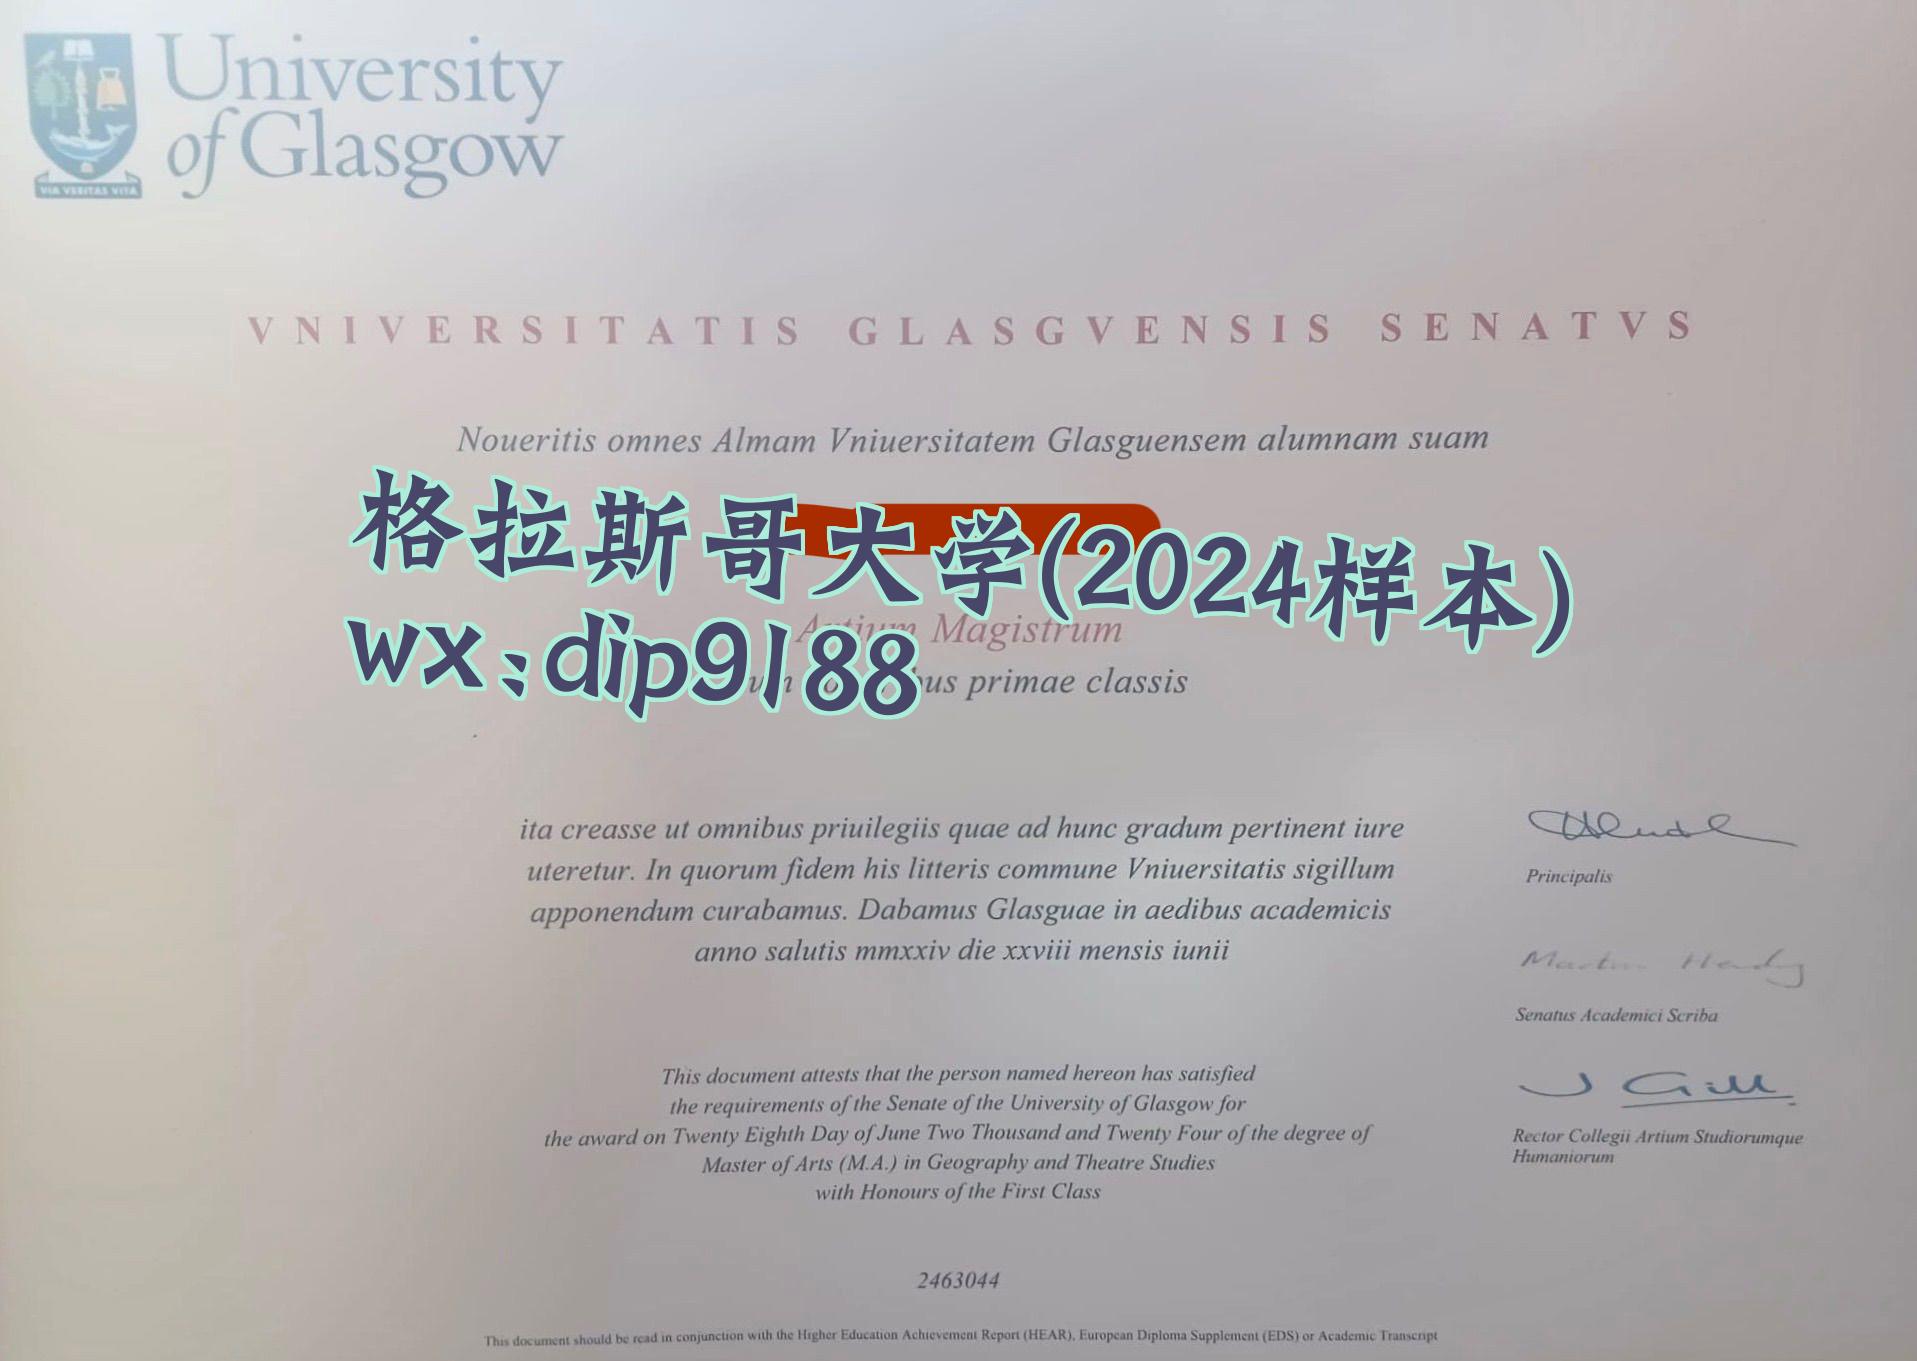 University
of Glasgow
VIA VERITAS VITA
VNIVERSITATIS GLASGVENSIS SENATVS
Noueritis omnes Almam Vniuersitatem Glasguensem alumnam suam
格拉斯哥大学(2024样本)
Artium Magistrum
wx:dip9188
bus primae classis
ita creasse ut omnibus priuilegiis quae ad hunc gradum pertinent iure
uteretur. In quorum fidem his litteris commune Vniuersitatis sigillum
apponendum curabamus. Dabamus Glasguae in aedibus academicis
anno salutis mmxxiv die xxviii mensis iunii
Principalis
Martin Hendry
Senatus Academici Scriba
J Gill
Rector Collegii Artium Studiorumque
Humaniorum
This document attests that the person named hereon has satisfied
the requirements of the Senate of the University of Glasgow for
the award on Twenty Eighth Day of June Two Thousand and Twenty Four of the degree of
Master of Arts (M.A.) in Geography and Theatre Studies
with Honours of the First Class
2463044
This document should be read in conjunction with the Higher Education Achievement Report (HEAR), European Diploma Supplement (EDS) or Academic Transcript